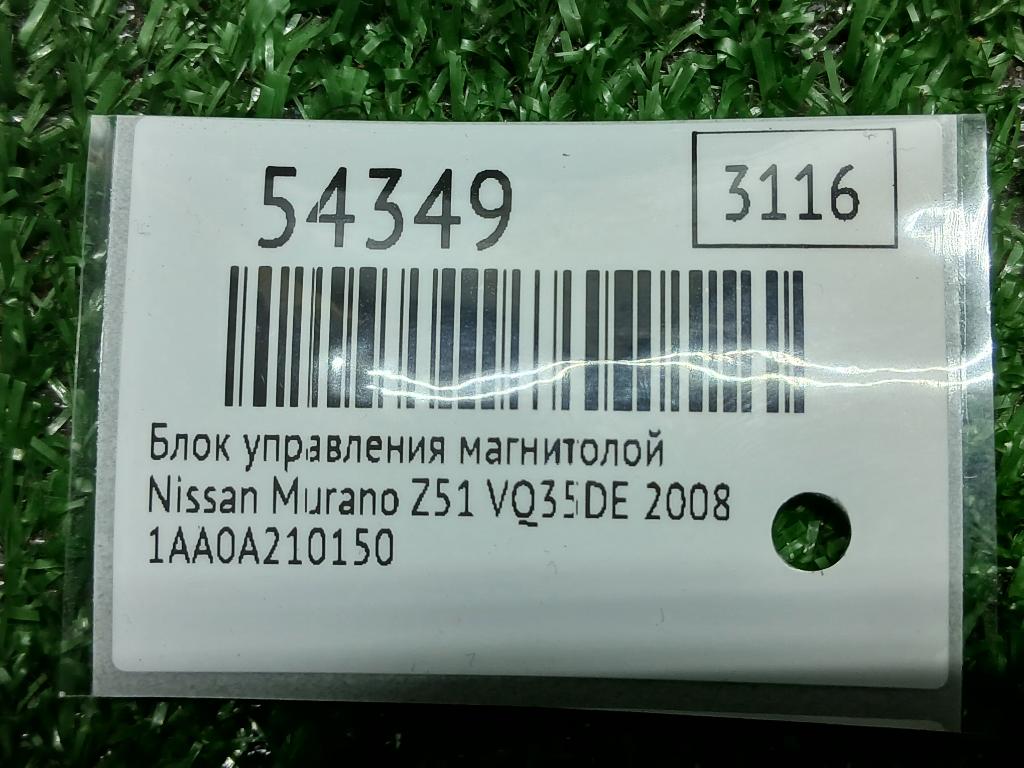 54349
3116
Блок управления магнитолой
Nissan Murano Z51 VQ35DE 2008
1AA0A210150